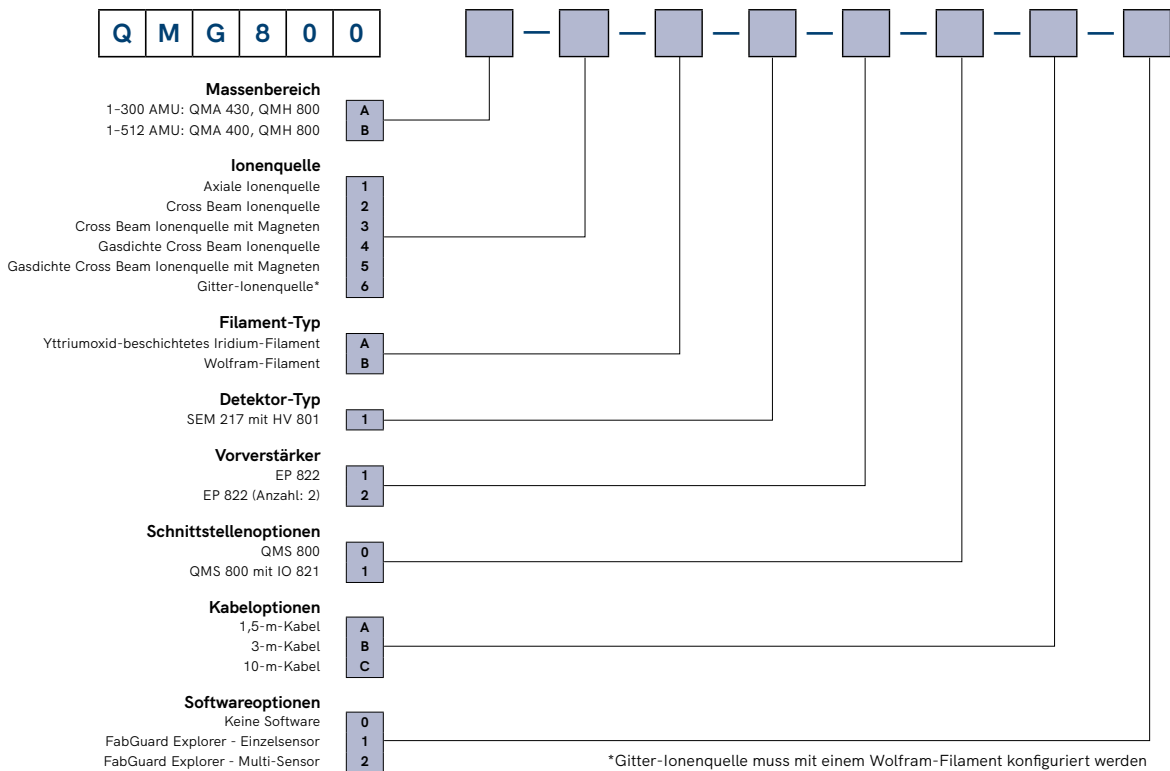 QMG800 — — — — — — —
Massenbereich
1-300 AMU: QMA 430, QMH 800 A
1-512 AMU: QMA 400, QMH 800 B
Ionenquelle
Axiale Ionenquelle 1
Cross Beam Ionenquelle 2
Cross Beam Ionenquelle mit Magneten 3
Gasdichte Cross Beam Ionenquelle 4
Gasdichte Cross Beam Ionenquelle mit Magneten 5
Gitter-Ionenquelle* 6
Filament-Typ
Yttriumoxid-beschichtetes Iridium-Filament A
Wolfram-Filament B
Detektor-Typ
SEM 217 mit HV 801 1
Vorverstärker
EP 822 1
EP 822 (Anzahl: 2) 2
Schnittstellenoptionen
QMS 800 0
QMS 800 mit IO 821 1
Kabeloptionen
1,5-m-Kabel A
3-m-Kabel B
10-m-Kabel C
Softwareoptionen
Keine Software 0
FabGuard Explorer - Einzelsensor 1
FabGuard Explorer - Multi-Sensor 2
*Gitter-Ionenquelle muss mit einem Wolfram-Filament konfiguriert werden